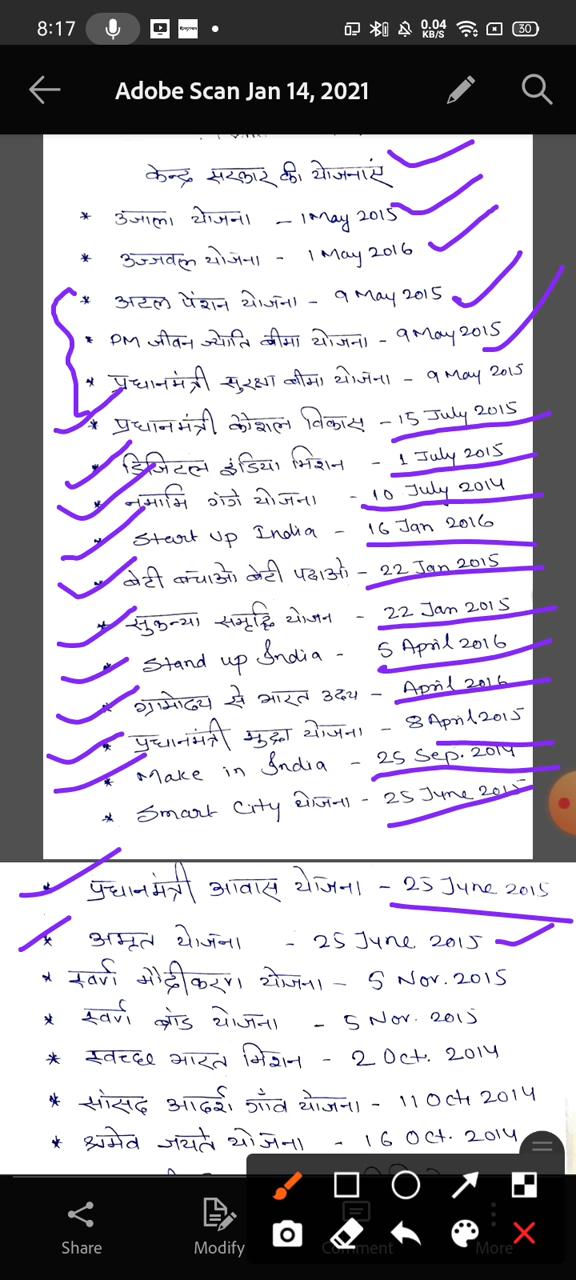 8:17
0.04 KB/S
30
Adobe Scan Jan 14, 2021
केन्द्र सरकार की योजनाएं
* उजाला योजना - 1 May 2015
* उज्जवल योजना - 1 May 2016
* अटल पेंशन योजना - 9 May 2015
* PM जीवन ज्योति बीमा योजना - 9 May 2015
* प्रधानमंत्री सुरक्षा बीमा योजना - 9 May 2015
* प्रधानमंत्री कौशल विकास - 15 July 2015
* डिजिटल इंडिया मिशन - 1 July 2015
* नमामि गंगे योजना - 10 July 2014
* Start up India - 16 Jan 2016
* बेटी बचाओ बेटी पढाओ - 22 Jan 2015
* सुकन्या समृद्धि योजन - 22 Jan 2015
* Stand up India - 5 April 2016
* ग्रामोदय से भारत उदय - April 2016
* प्रधानमंत्री मुद्रा योजना - 8 April 2015
* Make in India - 25 Sep. 2014
* Smart City योजना - 25 June 2015
* प्रधानमंत्री आवास योजना - 25 June 2015
* अमृत योजना - 25 June 2015
* स्वर्ण मौद्रीकरण योजना - 5 Nov. 2015
* स्वर्ण बोंड योजना - 5 Nov. 2015
* स्वच्छ भारत मिशन - 2 Oct. 2014
* सांसद आदर्श गाँव योजना - 11 Oct 2014
* श्रमेव जयते योजना - 16 Oct. 2014
Share
Modify
Comment
More